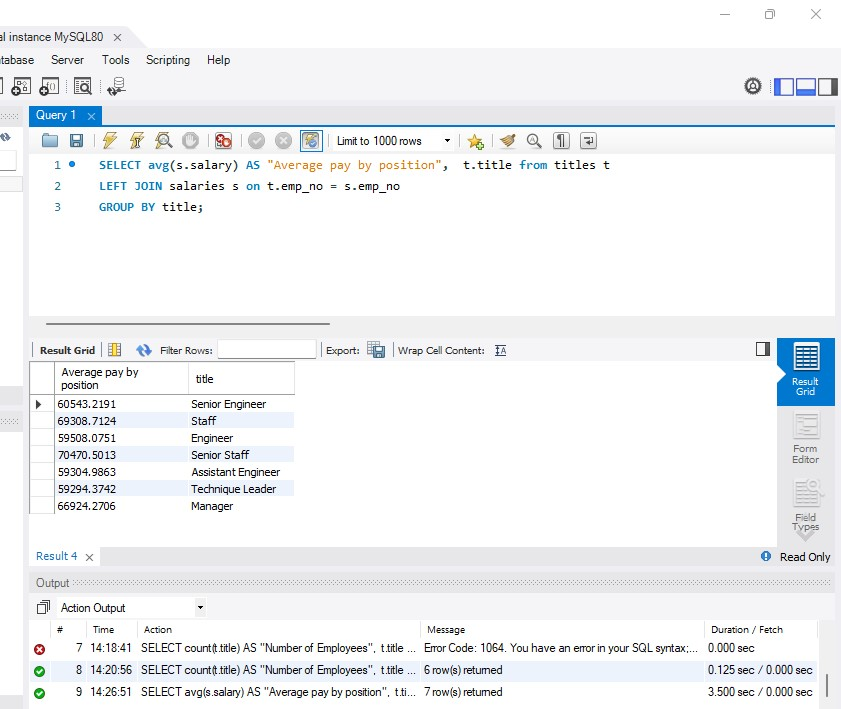 al instance MySQL80
tabase Server Tools Scripting Help
Query 1
Limit to 1000 rows
1 SELECT avg(s.salary) AS "Average pay by position", t.title from titles t
2 LEFT JOIN salaries s on t.emp_no = s.emp_no
3 GROUP BY title;
Result Grid Filter Rows: Export: Wrap Cell Content:
Average pay by position title
60543.2191 Senior Engineer
69308.7124 Staff
59508.0751 Engineer
70470.5013 Senior Staff
59304.9863 Assistant Engineer
59294.3742 Technique Leader
66924.2706 Manager
Result Grid
Form Editor
Field Types
Result 4 Read Only
Output
Action Output
# Time Action Message Duration / Fetch
7 14:18:41 SELECT count(t.title) AS "Number of Employees", t.title ... Error Code: 1064. You have an error in your SQL syntax;... 0.000 sec
8 14:20:56 SELECT count(t.title) AS "Number of Employees", t.title ... 6 row(s) returned 0.125 sec / 0.000 sec
9 14:26:51 SELECT avg(s.salary) AS "Average pay by position", t.ti... 7 row(s) returned 3.500 sec / 0.000 sec